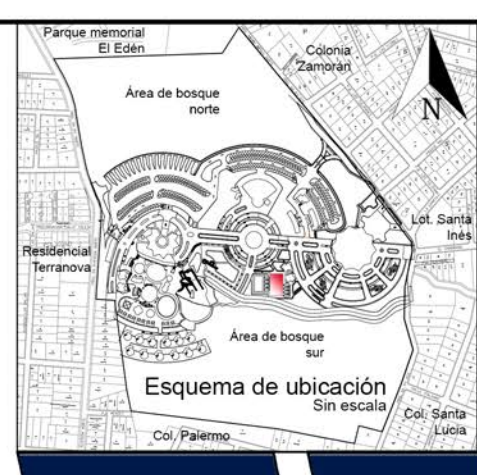 Parque memorial
El Edén
Colonia
Zamorán
Área de bosque
norte
N
Lot. Santa
Inés
Residencial
Terranova
Área de bosque
sur
Esquema de ubicación
Sin escala
Col. Santa
Lucia
Col. Palermo